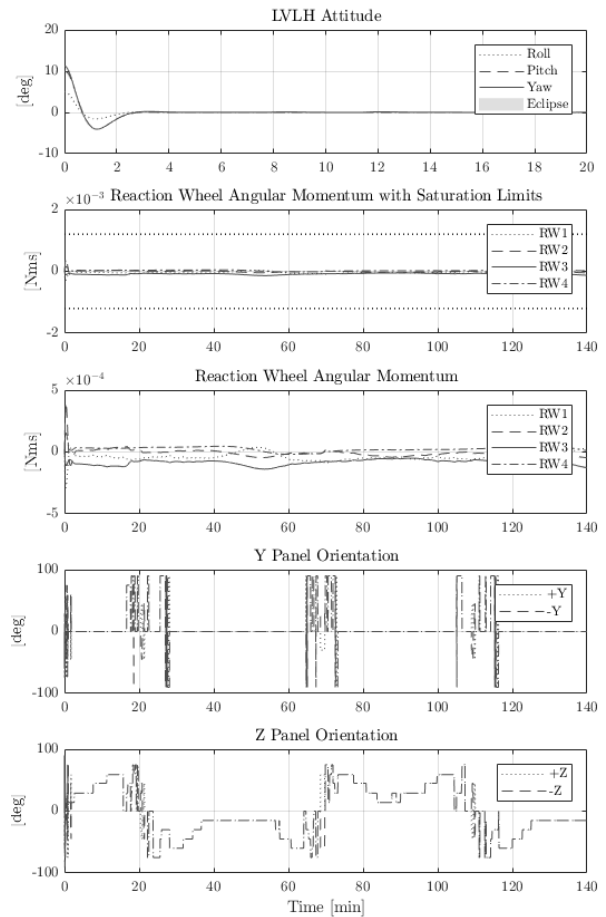 LVLH Attitude
20
10
0
-10
[deg]
Roll
Pitch
Yaw
Eclipse
0 2 4 6 8 10 12 14 16 18 20
×10⁻³ Reaction Wheel Angular Momentum with Saturation Limits
2
0
-2
[Nms]
RW1
RW2
RW3
RW4
0 20 40 60 80 100 120 140
×10⁻⁴ Reaction Wheel Angular Momentum
5
0
-5
[Nms]
RW1
RW2
RW3
RW4
0 20 40 60 80 100 120 140
Y Panel Orientation
100
0
-100
[deg]
+Y
-Y
0 20 40 60 80 100 120 140
Z Panel Orientation
100
0
-100
[deg]
+Z
-Z
0 20 40 60 80 100 120 140
Time [min]